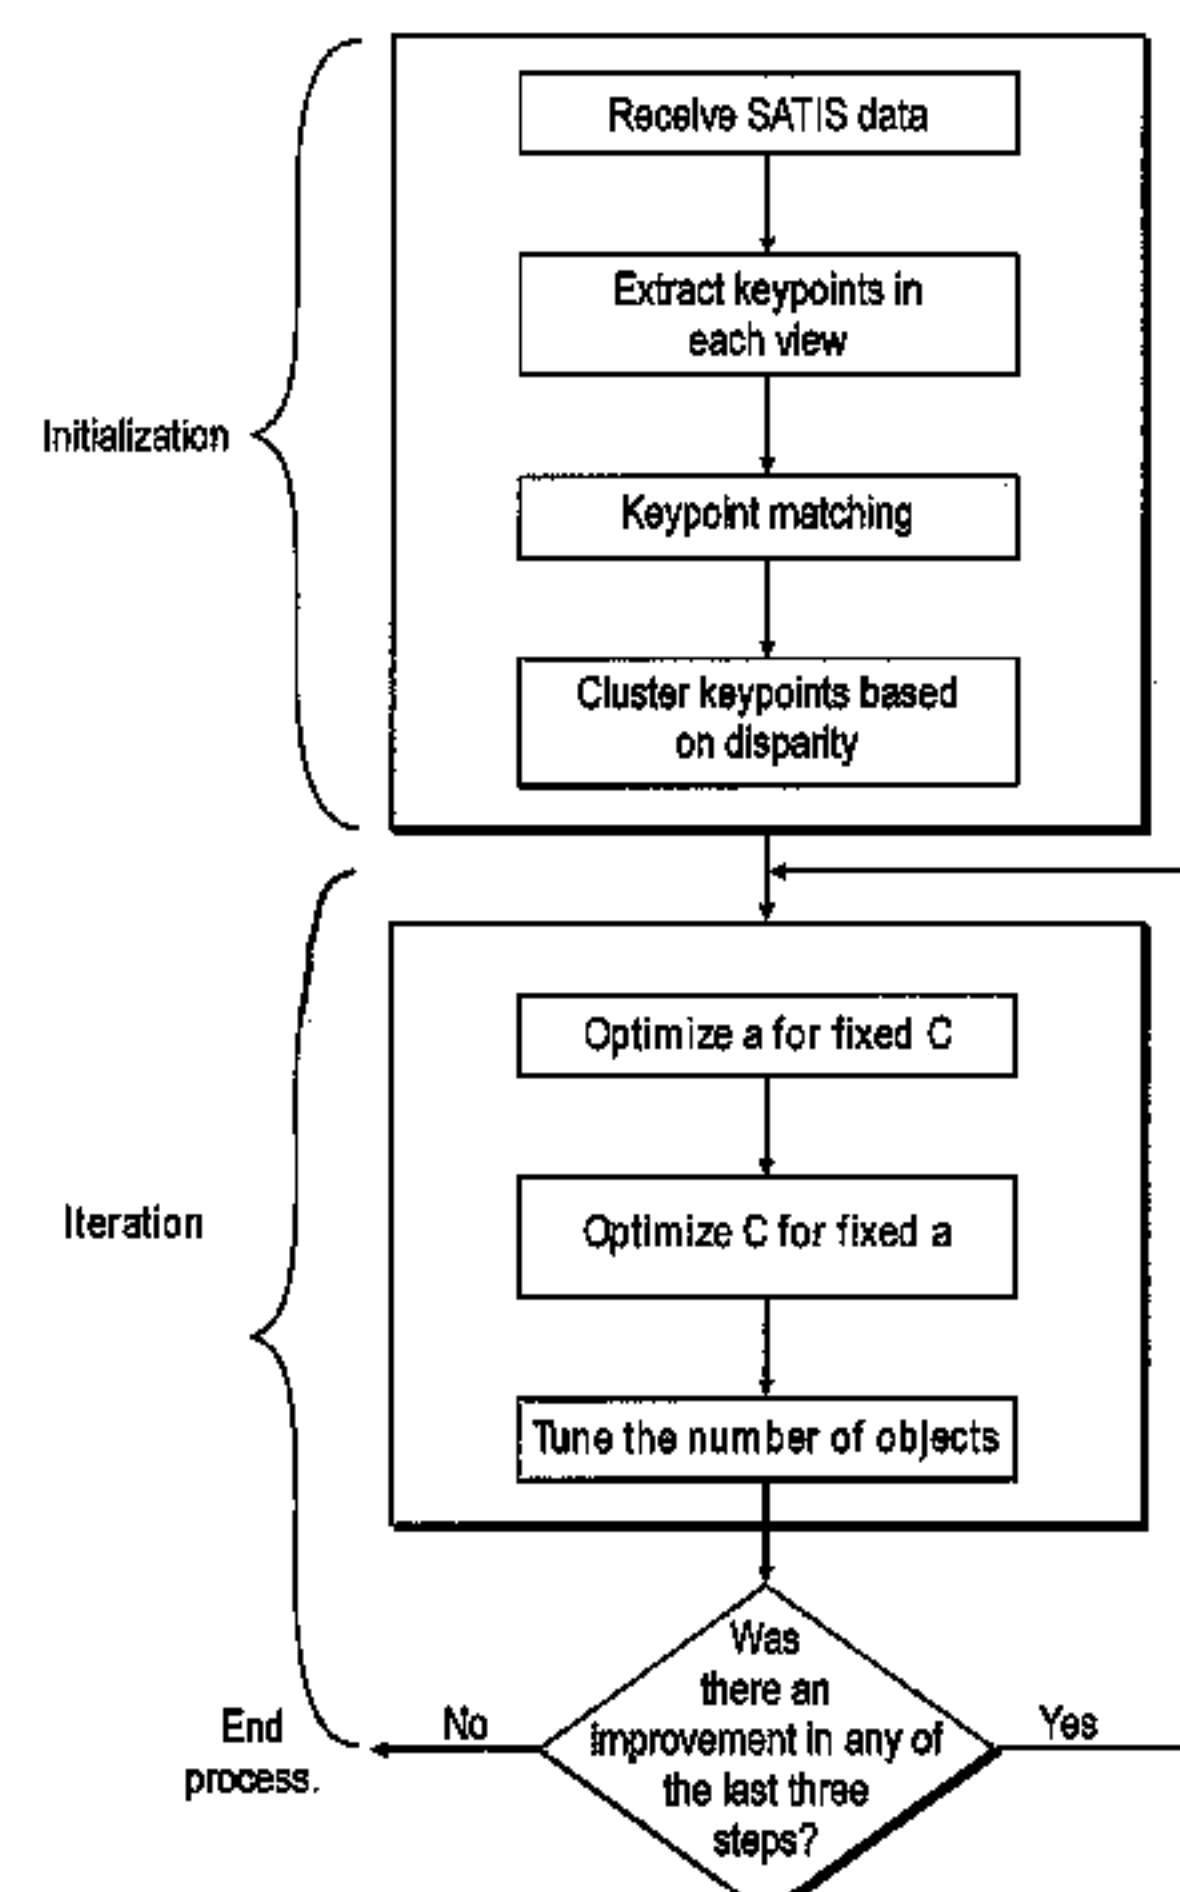 Receive SATIS data
Extract keypoints in
each view
Initialization
Keypoint matching
Cluster keypoints based
on disparity
Optimize a for fixed C
Iteration
Optimize C for fixed a
Tune the number of objects
Was
there an
improvement in any of
the last three
steps?
No
Yes
End
process.